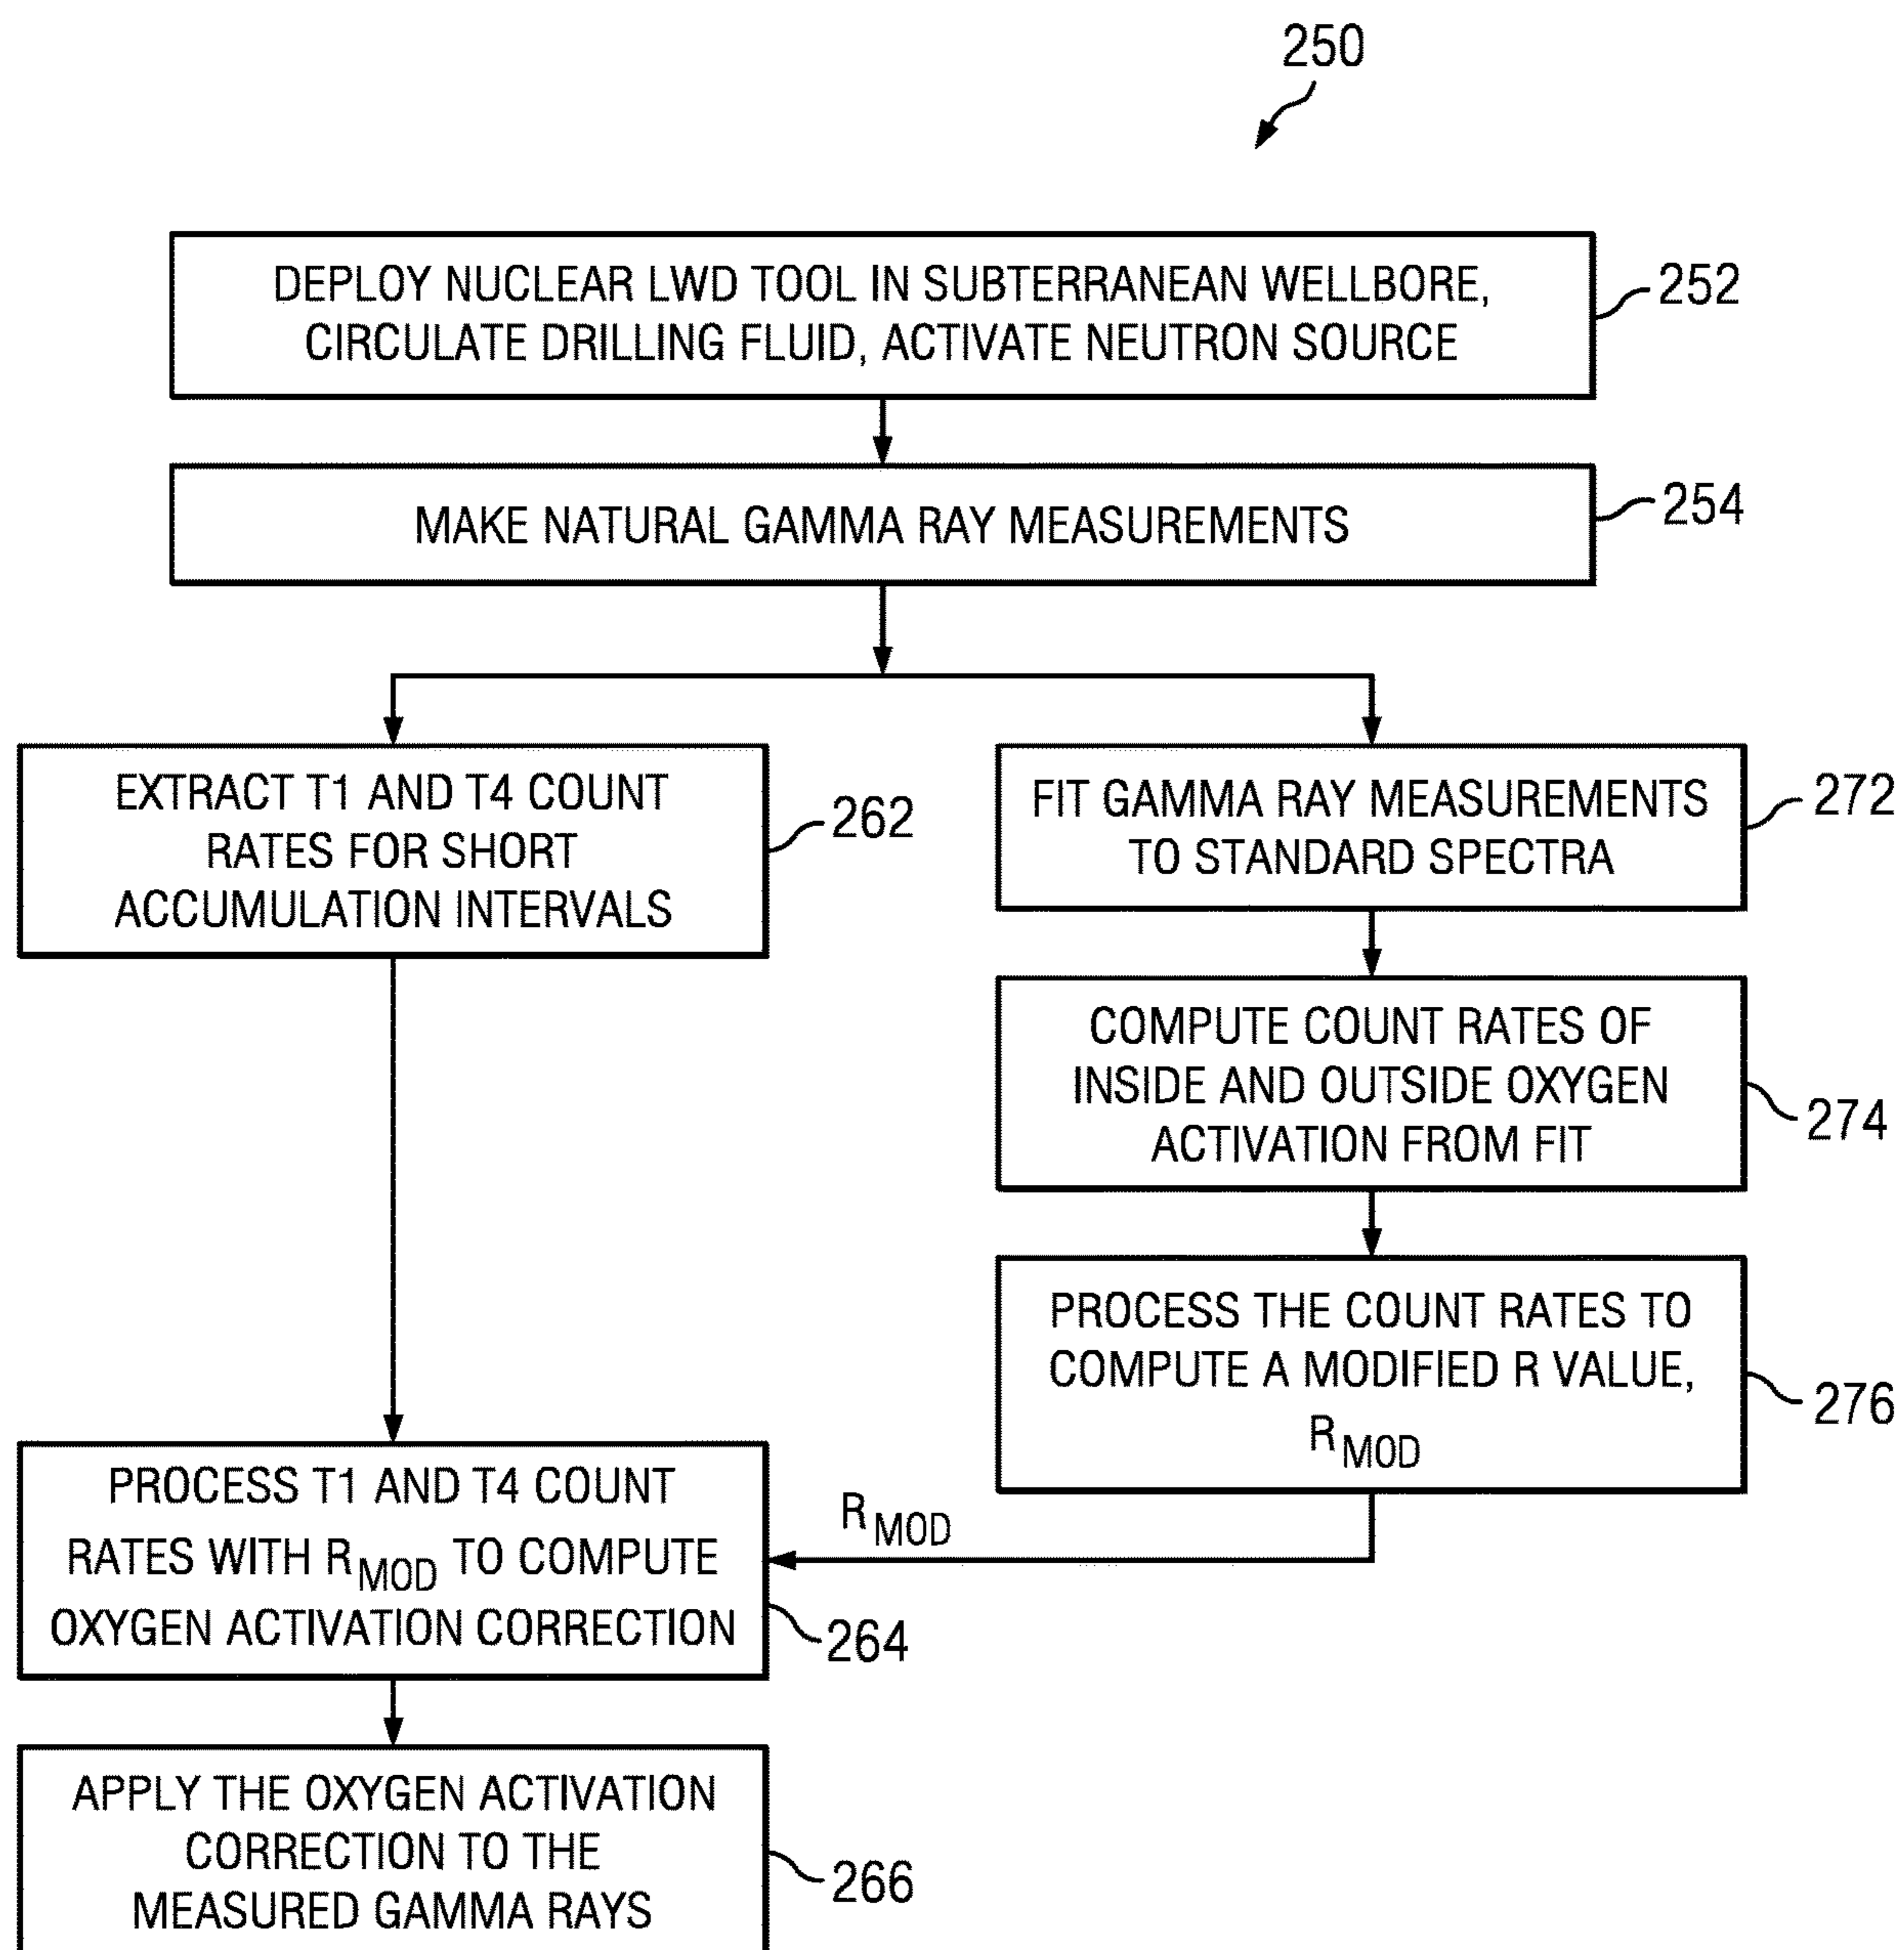 250
DEPLOY NUCLEAR LWD TOOL IN SUBTERRANEAN WELLBORE,
CIRCULATE DRILLING FLUID, ACTIVATE NEUTRON SOURCE
252
MAKE NATURAL GAMMA RAY MEASUREMENTS
254
EXTRACT T1 AND T4 COUNT
RATES FOR SHORT
ACCUMULATION INTERVALS
262
FIT GAMMA RAY MEASUREMENTS
TO STANDARD SPECTRA
272
COMPUTE COUNT RATES OF
INSIDE AND OUTSIDE OXYGEN
ACTIVATION FROM FIT
274
PROCESS THE COUNT RATES TO
COMPUTE A MODIFIED R VALUE,
RMOD
276
RMOD
PROCESS T1 AND T4 COUNT
RATES WITH RMOD TO COMPUTE
OXYGEN ACTIVATION CORRECTION
264
APPLY THE OXYGEN ACTIVATION
CORRECTION TO THE
MEASURED GAMMA RAYS
266